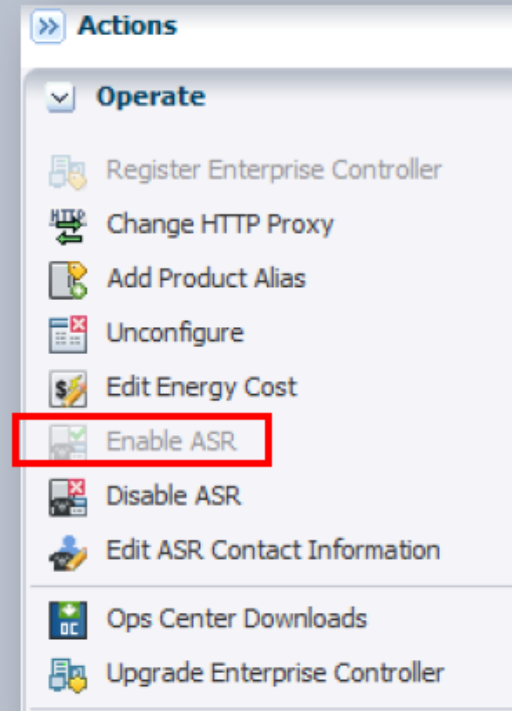 Actions
Operate
Register Enterprise Controller
HTTP
Change HTTP Proxy
Add Product Alias
Unconfigure
$
Edit Energy Cost
Enable ASR
Disable ASR
Edit ASR Contact Information
OC
Ops Center Downloads
Upgrade Enterprise Controller